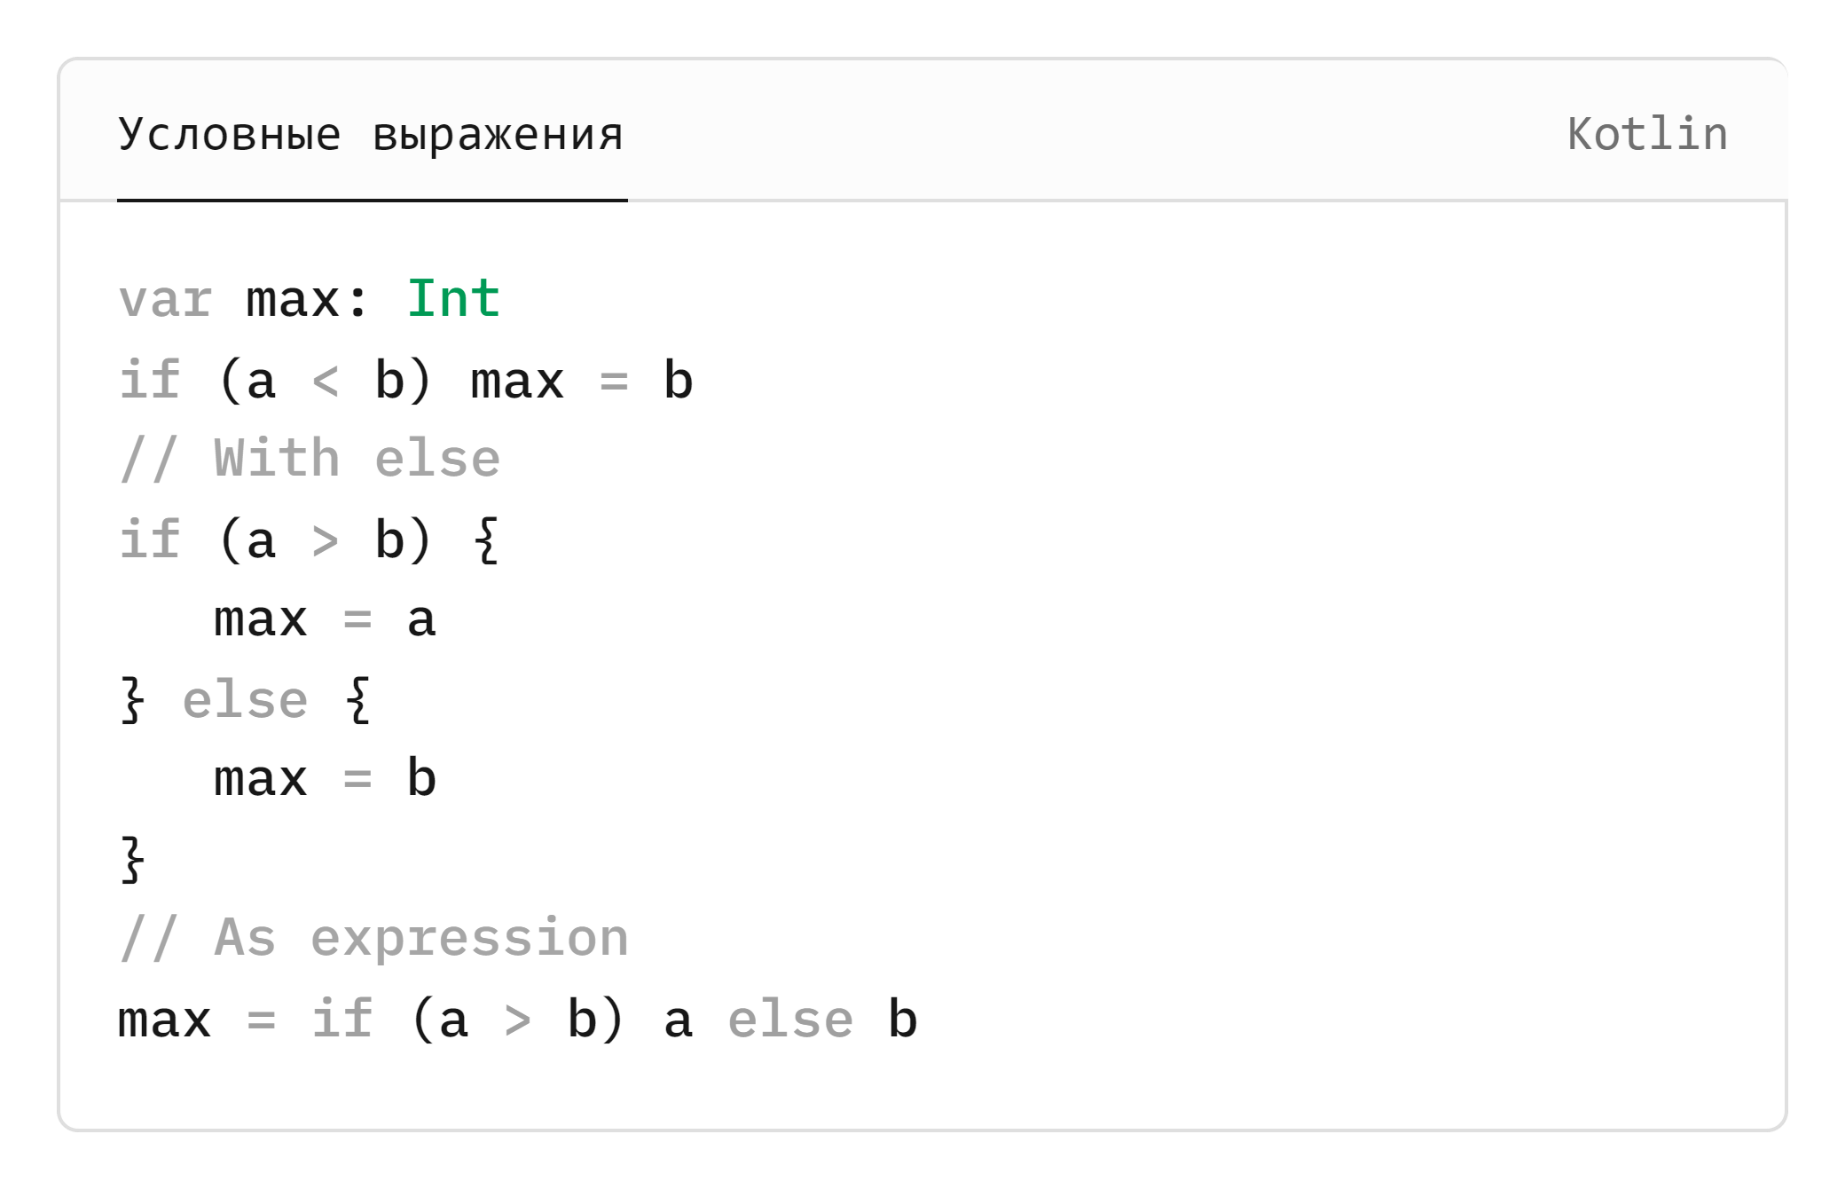 Условные выражения
Kotlin
var max: Int
if (a < b) max = b
// With else
if (a > b) {
   max = a
} else {
   max = b
}
// As expression
max = if (a > b) a else b